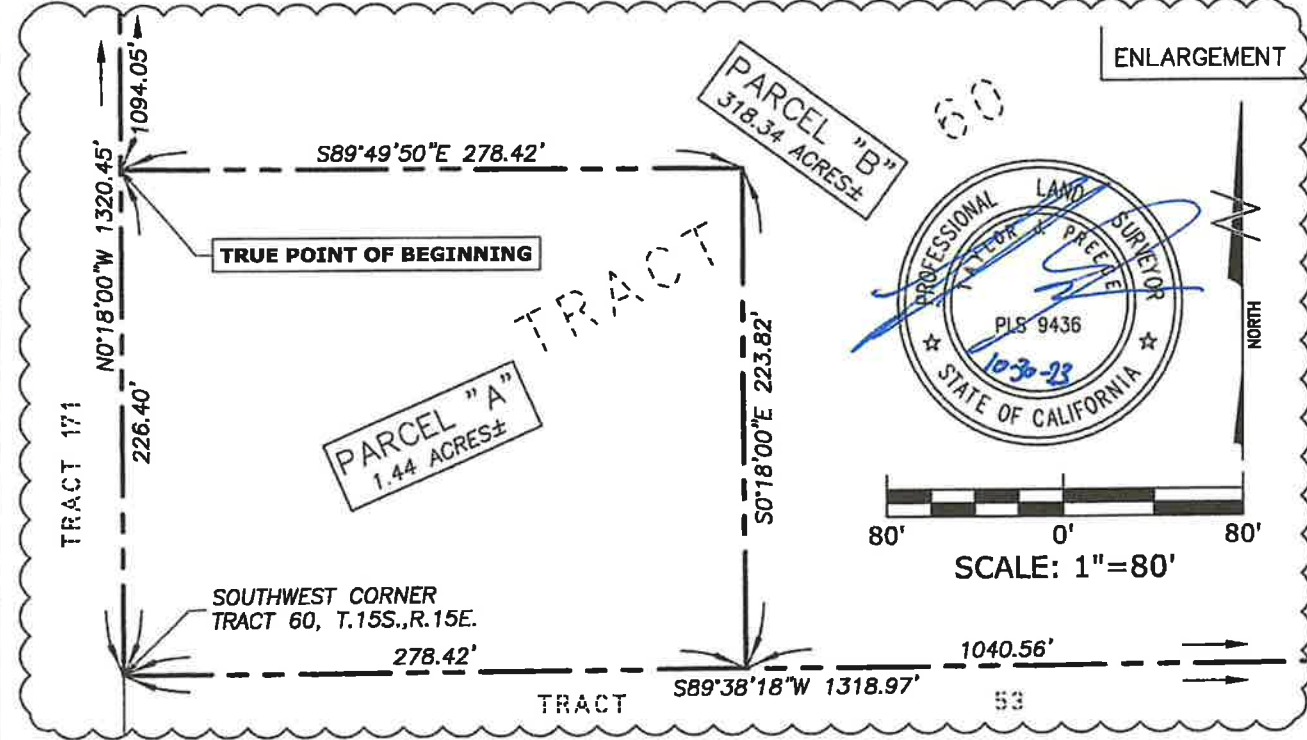 ENLARGEMENT
1094.05'
N0°18'00"W 1320.45'
S89°49'50"E 278.42'
PARCEL "B"
318.34 ACRES±
60
TRUE POINT OF BEGINNING
TRACT
PROFESSIONAL LAND SURVEYOR
TAYLOR J PREECE
PLS 9436
10-30-23
STATE OF CALIFORNIA
NORTH
S0°18'00"E 223.82'
PARCEL "A"
1.44 ACRES±
226.40'
TRACT 171
80' 0' 80'
SCALE: 1"=80'
SOUTHWEST CORNER
TRACT 60, T.15S.,R.15E.
278.42'
1040.56'
S89°38'18"W 1318.97'
TRACT 53